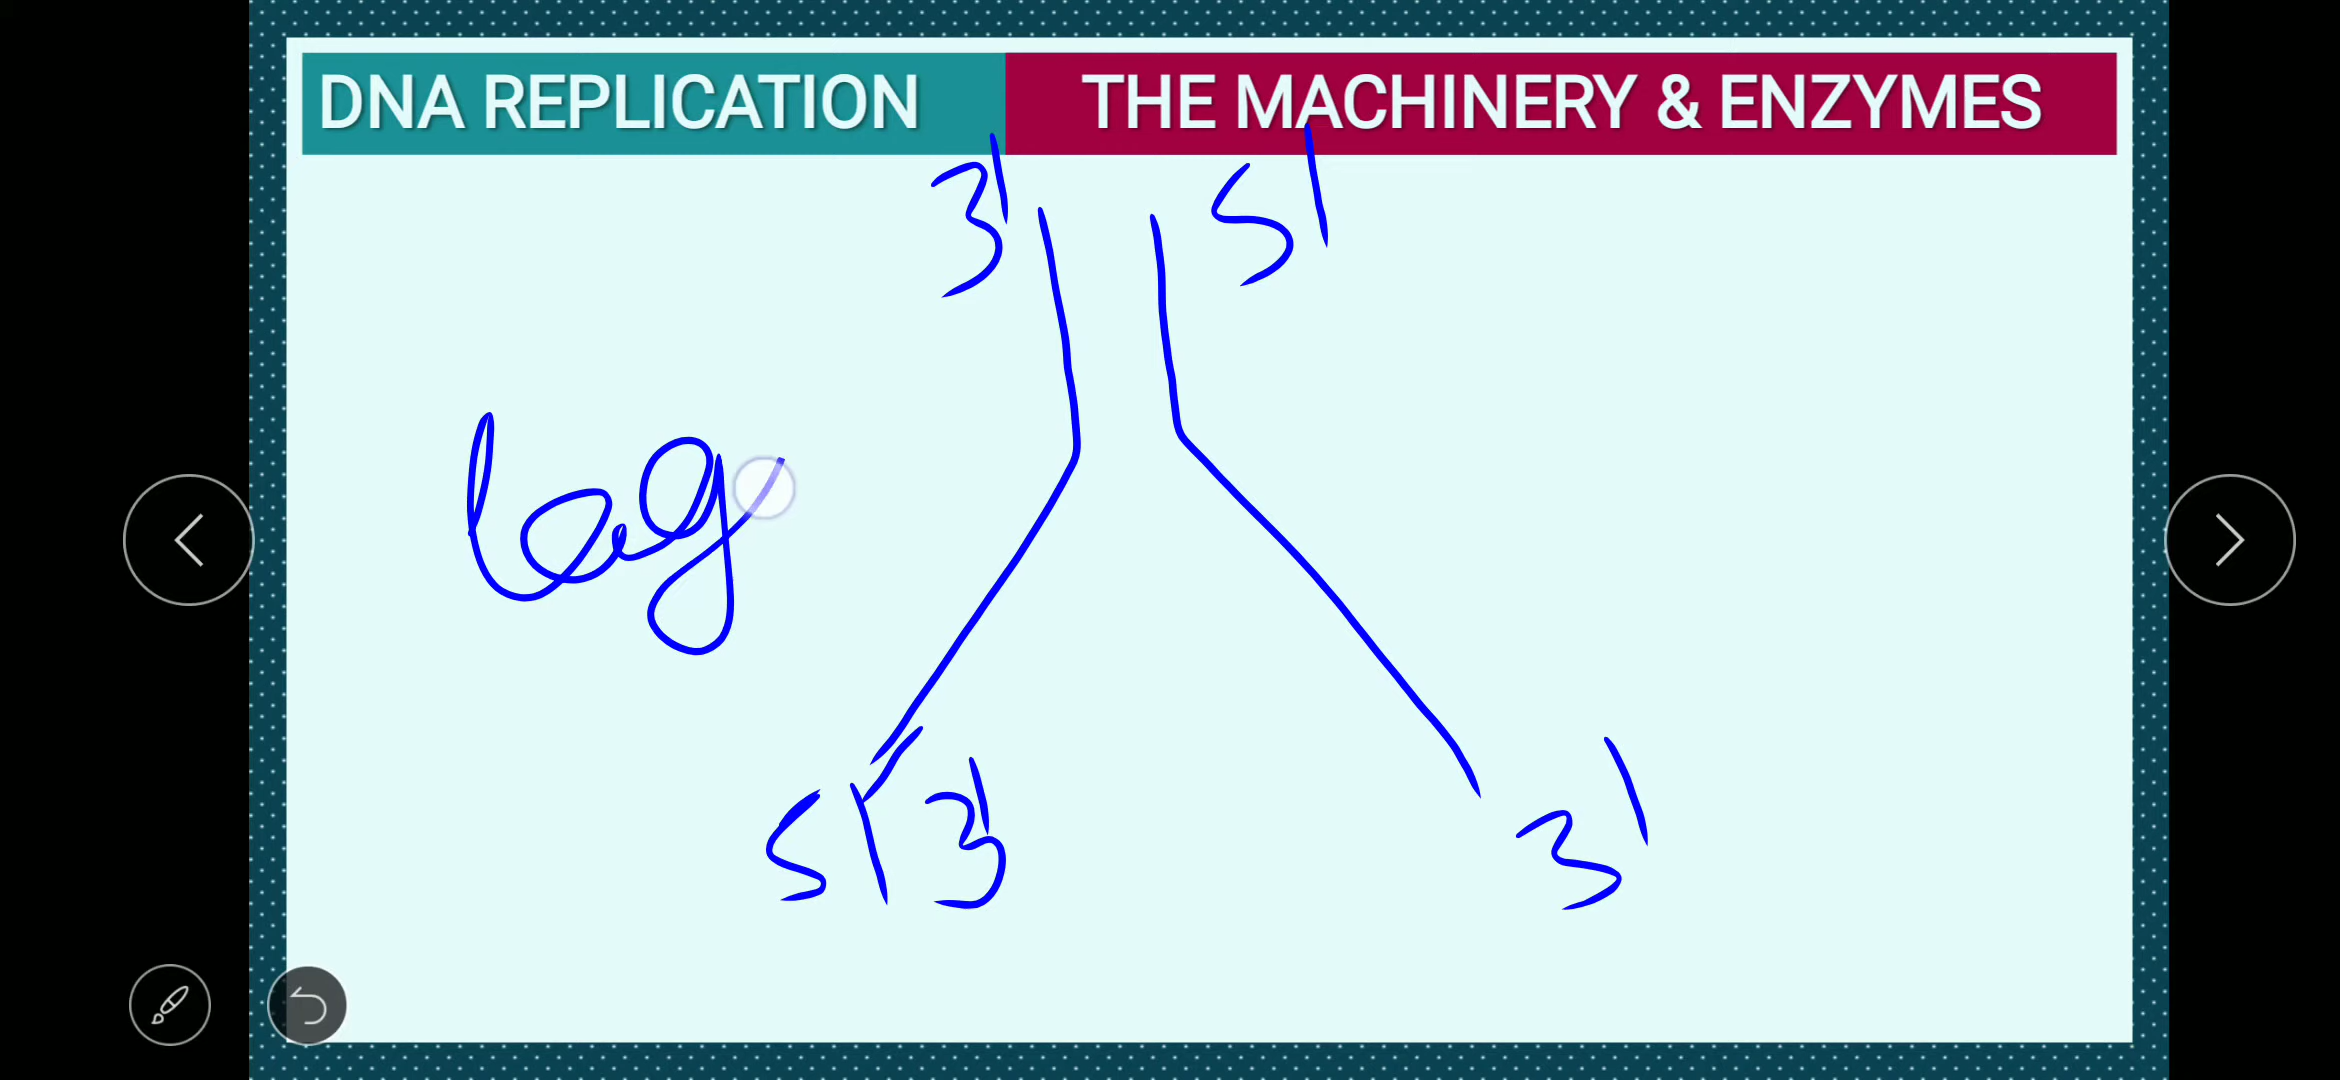 DNA REPLICATION THE MACHINERY & ENZYMES
3' 5'
lag
5' 3' 3'